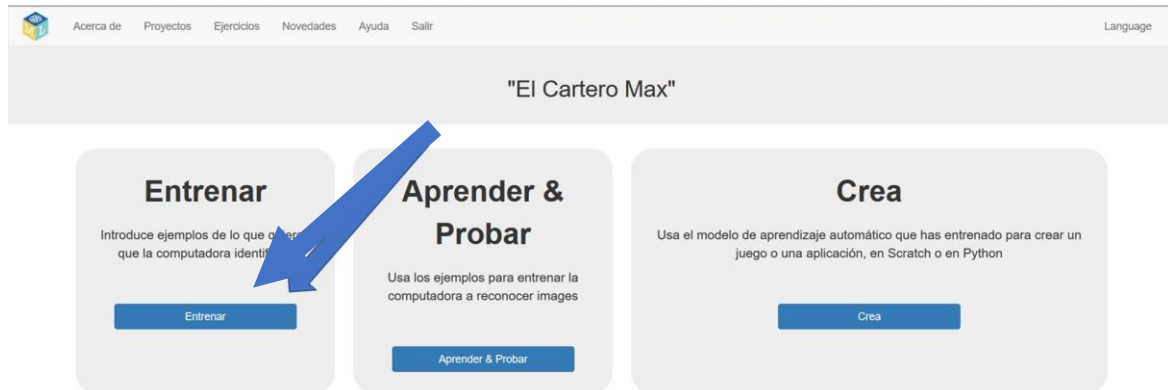 Acerca de Proyectos Ejercicios Novedades Ayuda Salir Language
"El Cartero Max"
Entrenar
Introduce ejemplos de lo que
que la computadora
Entrenar
Aprender &
Probar
Usa los ejemplos para entrenar la
computadora a reconocer images
Aprender & Probar
Crea
Usa el modelo de aprendizaje automático que has entrenado para crear un
juego o una aplicación, en Scratch o en Python
Crea